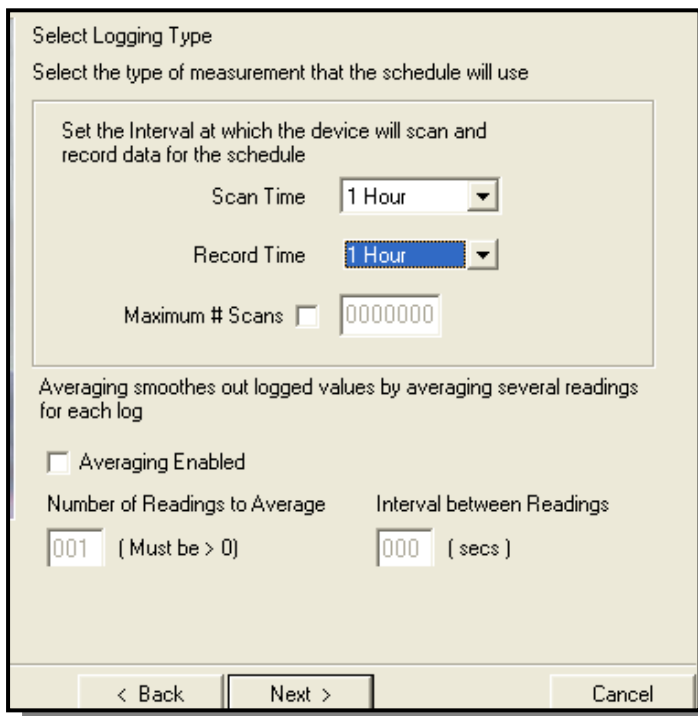 Select Logging Type
Select the type of measurement that the schedule will use
Set the Interval at which the device will scan and
record data for the schedule
Scan Time 1 Hour
Record Time 1 Hour
Maximum # Scans 0000000
Averaging smoothes out logged values by averaging several readings
for each log
Averaging Enabled
Number of Readings to Average Interval between Readings
001 ( Must be > 0) 000 ( secs )
< Back Next > Cancel